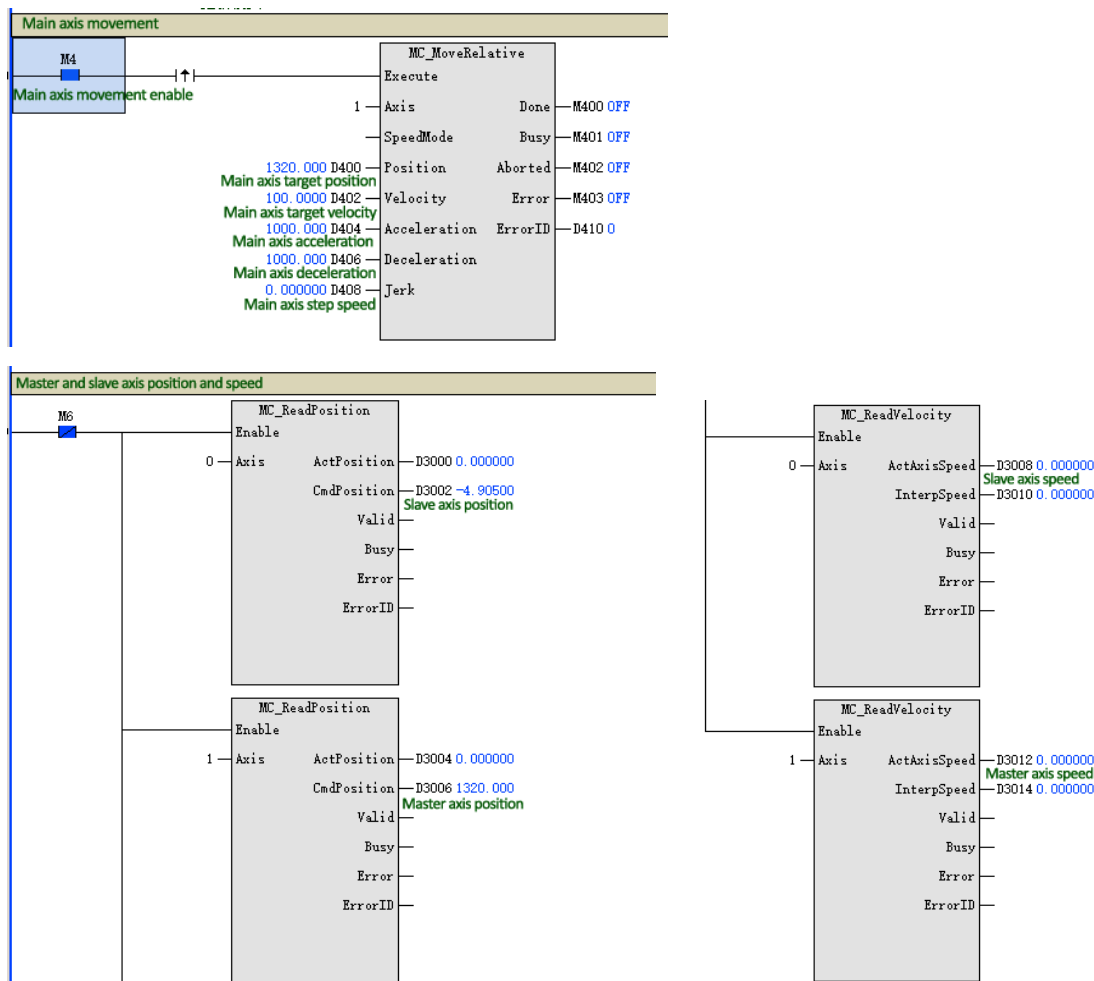 Main axis movement
M4
Main axis movement enable
MC_MoveRelative
Execute
1 Axis Done M400 OFF
SpeedMode Busy M401 OFF
1320.000 D400 Position Aborted M402 OFF
Main axis target position
100.0000 D402 Velocity Error M403 OFF
Main axis target velocity
1000.000 D404 Acceleration ErrorID D410 0
Main axis acceleration
1000.000 D406 Deceleration
Main axis deceleration
0.000000 D408 Jerk
Main axis step speed
Master and slave axis position and speed
M6
MC_ReadPosition
Enable
0 Axis ActPosition D3000 0.000000
CmdPosition D3002 -4.90500
Slave axis position
Valid
Busy
Error
ErrorID
MC_ReadPosition
Enable
1 Axis ActPosition D3004 0.000000
CmdPosition D3006 1320.000
Master axis position
Valid
Busy
Error
ErrorID
MC_ReadVelocity
Enable
0 Axis ActAxisSpeed D3008 0.000000
Slave axis speed
InterpSpeed D3010 0.000000
Valid
Busy
Error
ErrorID
MC_ReadVelocity
Enable
1 Axis ActAxisSpeed D3012 0.000000
Master axis speed
InterpSpeed D3014 0.000000
Valid
Busy
Error
ErrorID